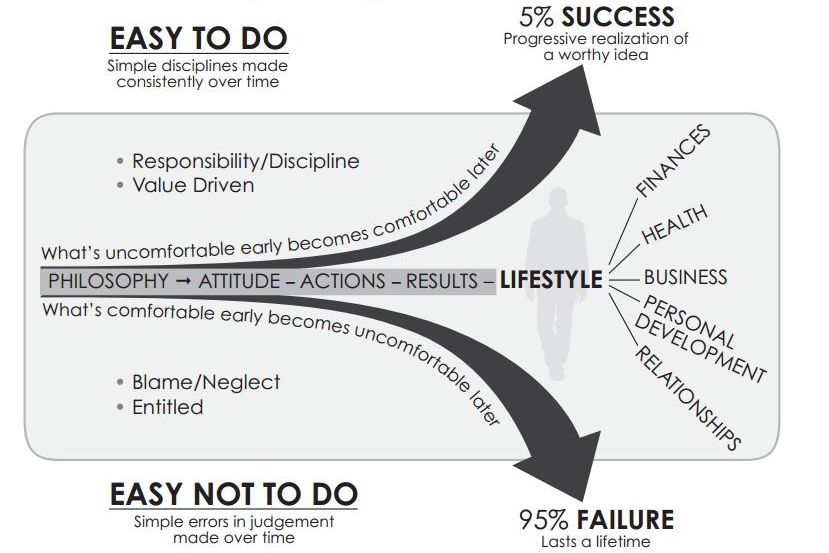 EASY TO DO
Simple disciplines made
consistently over time
5% SUCCESS
Progressive realization of
a worthy idea
• Responsibility/Discipline
• Value Driven
What's uncomfortable early becomes comfortable later
PHILOSOPHY → ATTITUDE – ACTIONS – RESULTS – LIFESTYLE
What's comfortable early becomes uncomfortable later
FINANCES
HEALTH
BUSINESS
PERSONAL
DEVELOPMENT
RELATIONSHIPS
• Blame/Neglect
• Entitled
EASY NOT TO DO
Simple errors in judgement
made over time
95% FAILURE
Lasts a lifetime